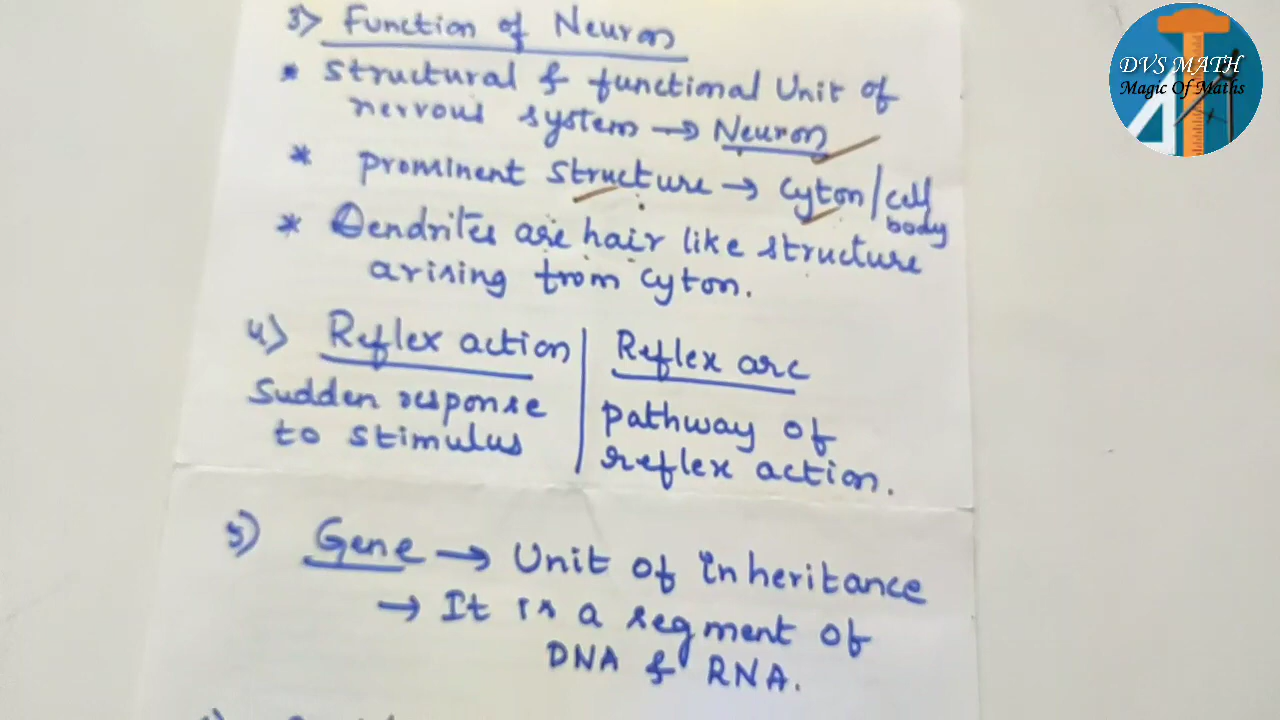 3) Function of Neuron
* Structural & functional Unit of
nervous system → Neuron
* Prominent Structure → Cyton/cell
body
* Dendrites are hair like structure
arising from Cyton.
4) Reflex action | Reflex arc
Sudden response | pathway of
to stimulus | reflex action.
5) Gene → Unit of Inheritance
→ It is a segment of
DNA & RNA.
DVS MATH
Magic Of Maths